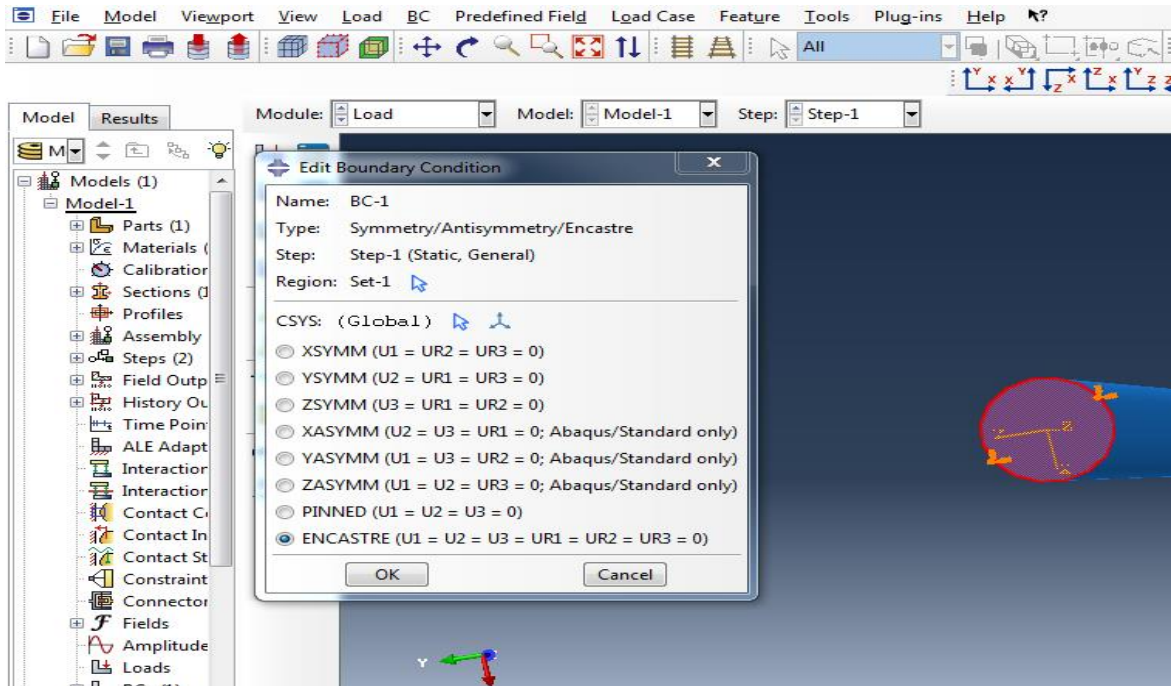 File Model Viewport View Load BC Predefined Field Load Case Feature Tools Plug-ins Help
All
Model Results
Module: Load Model: Model-1 Step: Step-1
M
Models (1)
Model-1
Parts (1)
Materials (
Calibration
Sections (1
Profiles
Assembly
Steps (2)
Field Outp
History Ou
Time Poin
ALE Adapt
Interaction
Interaction
Contact Co
Contact In
Contact St
Constraint
Connector
Fields
Amplitude
Loads
Edit Boundary Condition
Name: BC-1
Type: Symmetry/Antisymmetry/Encastre
Step: Step-1 (Static, General)
Region: Set-1
CSYS: (Global)
XSYMM (U1 = UR2 = UR3 = 0)
YSYMM (U2 = UR1 = UR3 = 0)
ZSYMM (U3 = UR1 = UR2 = 0)
XASYMM (U2 = U3 = UR1 = 0; Abaqus/Standard only)
YASYMM (U1 = U3 = UR2 = 0; Abaqus/Standard only)
ZASYMM (U1 = U2 = UR3 = 0; Abaqus/Standard only)
PINNED (U1 = U2 = U3 = 0)
ENCASTRE (U1 = U2 = U3 = UR1 = UR2 = UR3 = 0)
OK Cancel
Z
Y